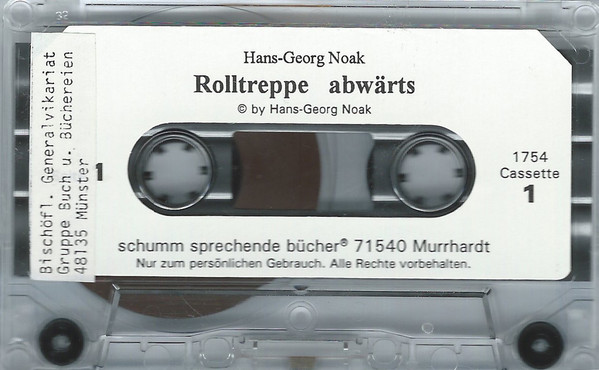 32
Hans-Georg Noak
Rolltreppe abwärts
© by Hans-Georg Noak
1
1754
Cassette
1
schumm sprechende bücher® 71540 Murrhardt
Nur zum persönlichen Gebrauch. Alle Rechte vorbehalten.
Bischöfl. Generalvikariat
Gruppe Buch u. Büchereien
48135 Münster